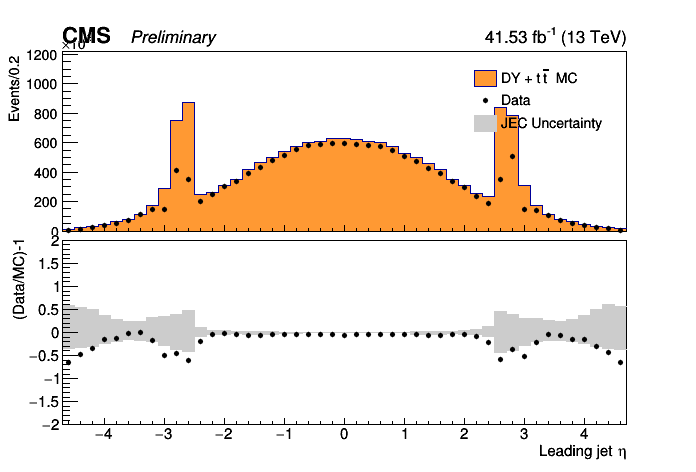 CMS Preliminary 41.53 fb⁻¹ (13 TeV)
Events/0.2
1200
1000
800
600
400
200
0
DY + t t̄ MC
Data
JEC Uncertainty
(Data/MC)-1
2
1.5
1
0.5
0
−0.5
−1
−1.5
−2
−4 −3 −2 −1 0 1 2 3 4
Leading jet η